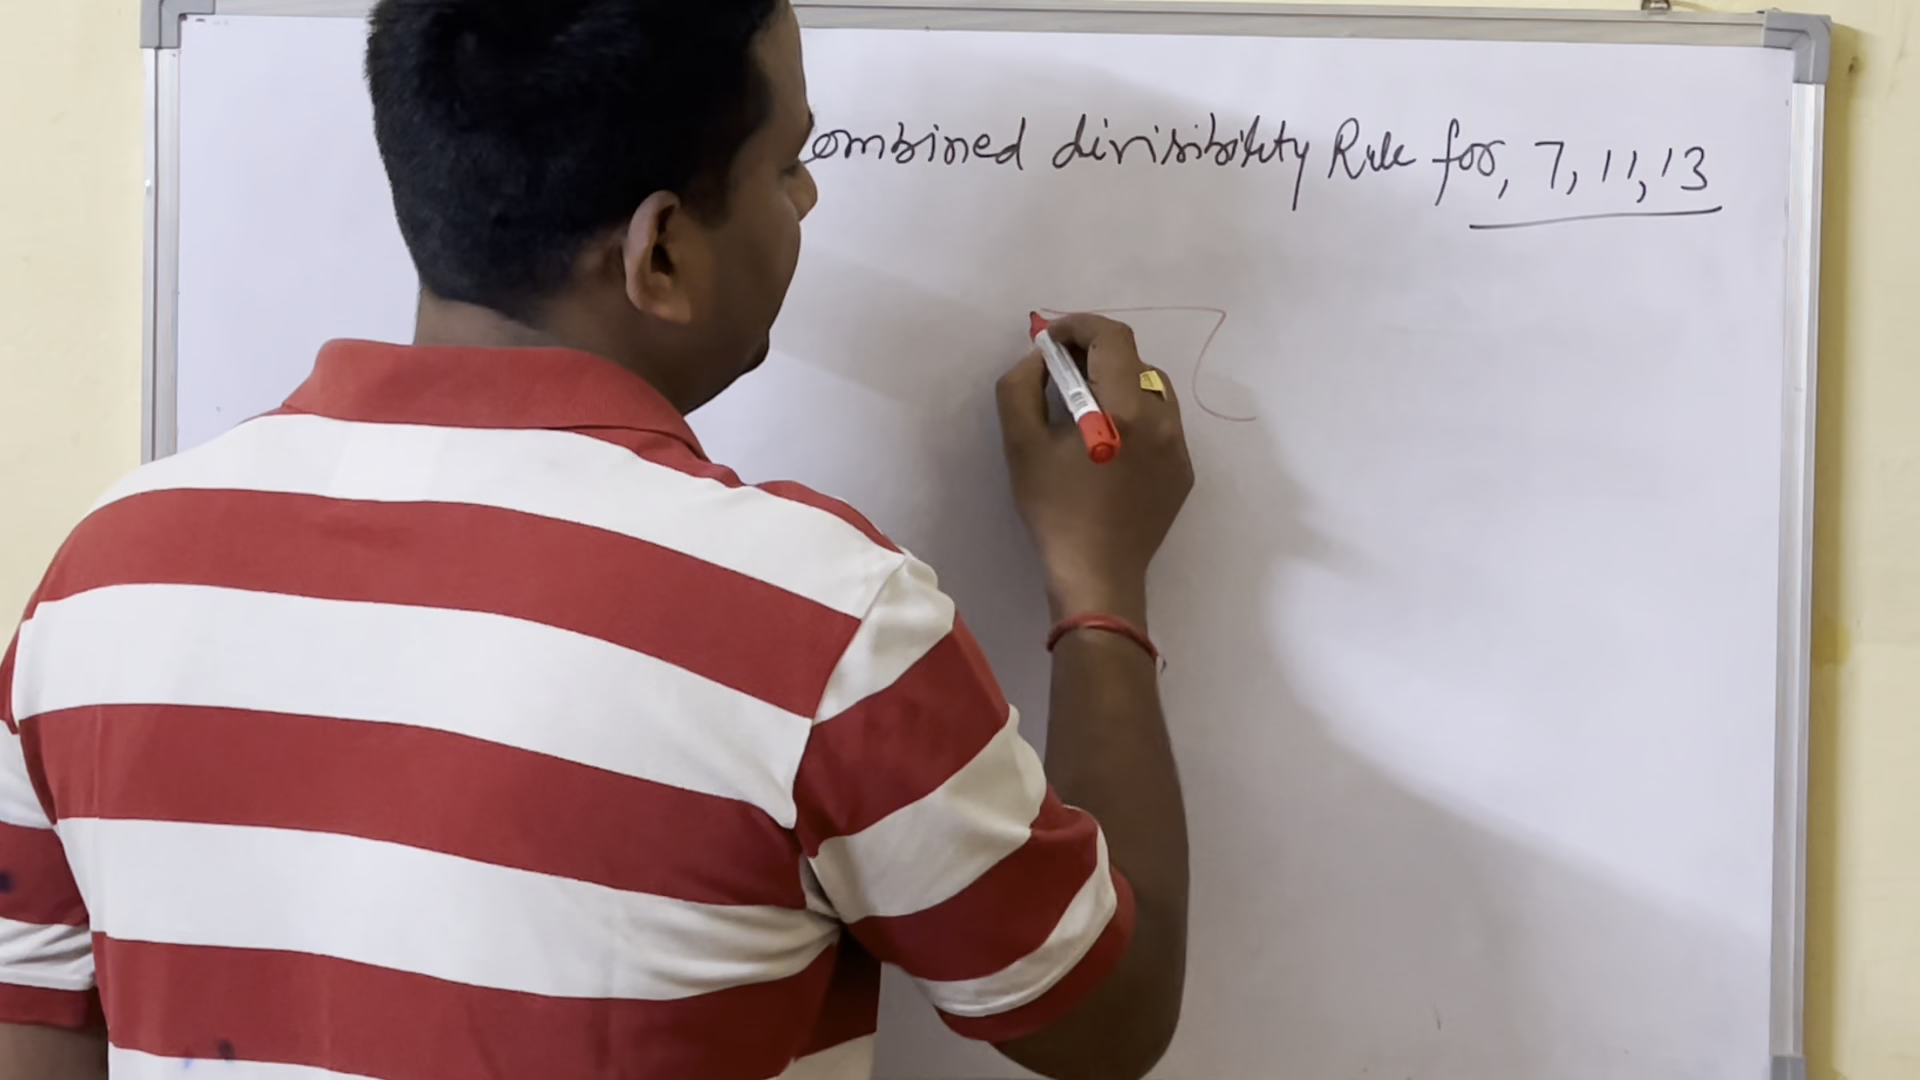 ombined divisibility Rule for, 7, 11, 13